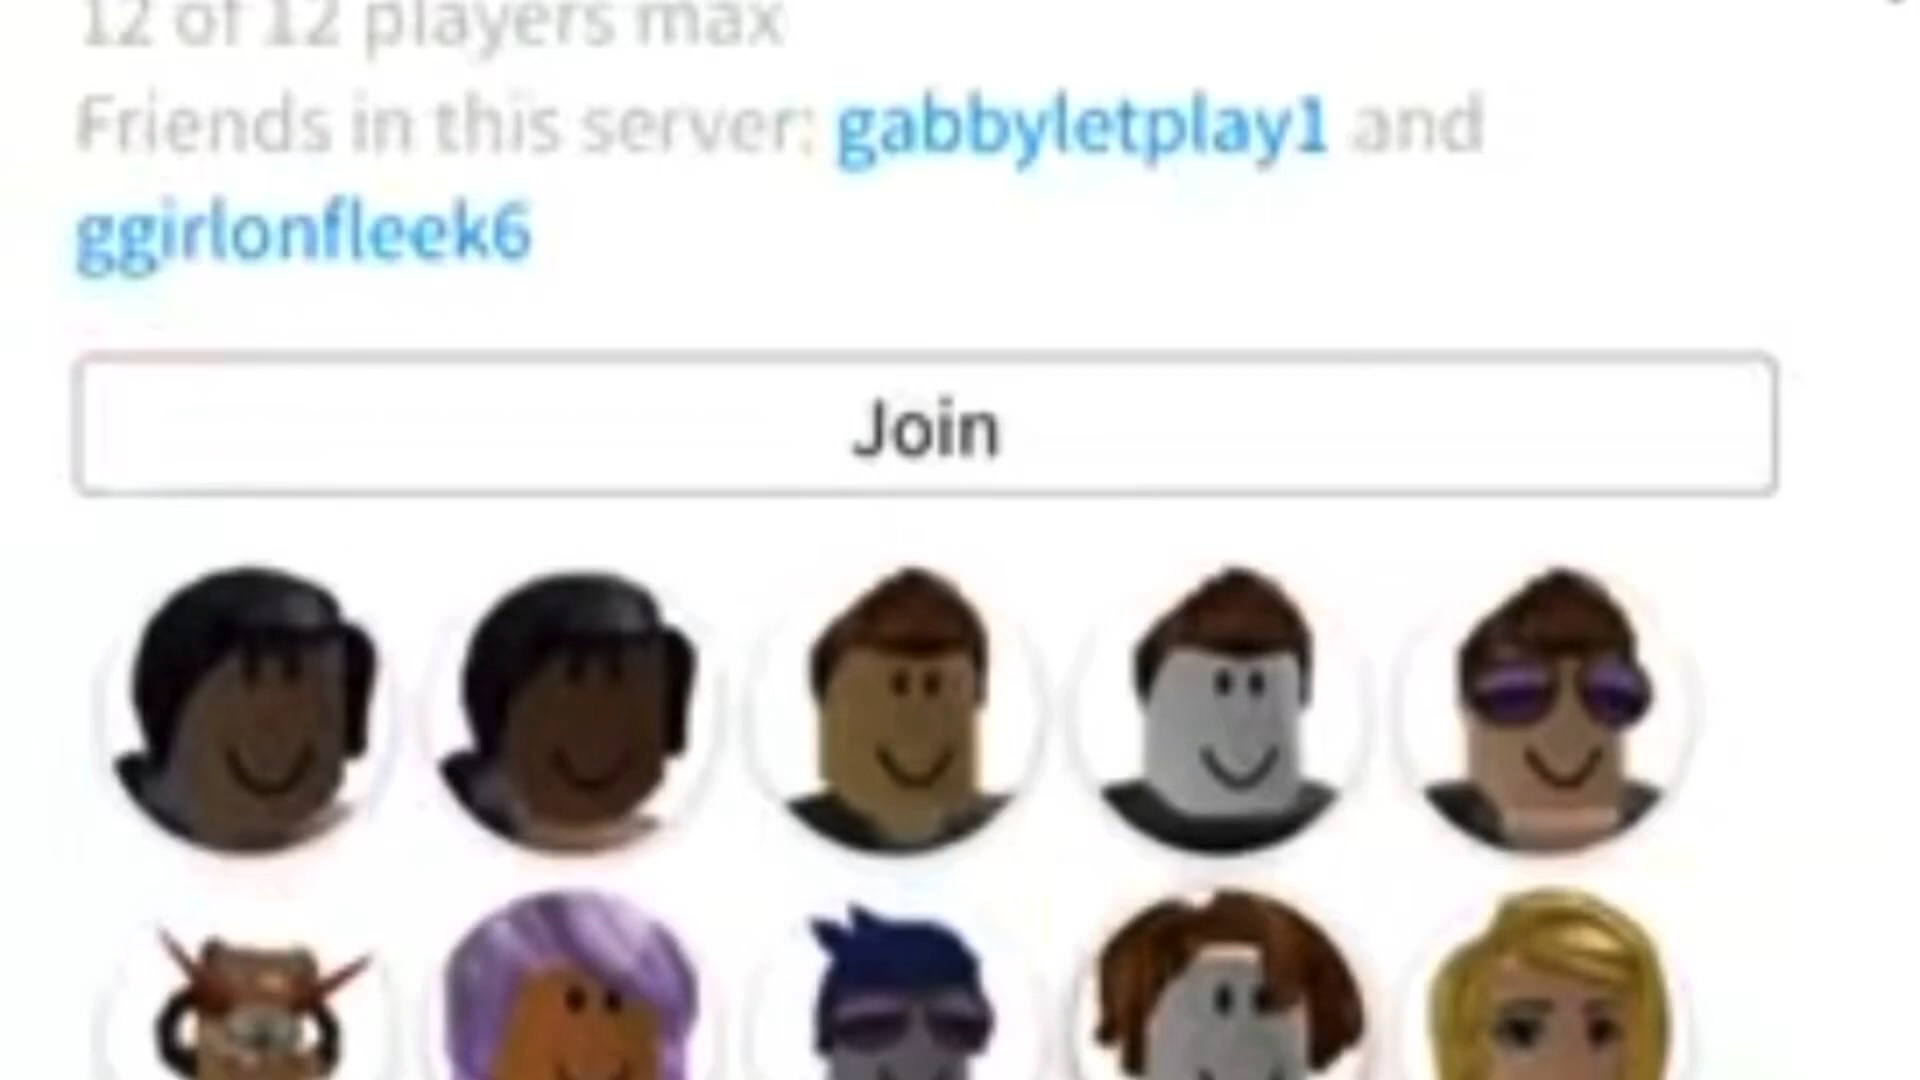 12 of 12 players max
Friends in this server: gabbyletplay1 and
ggirlonfleek6
Join